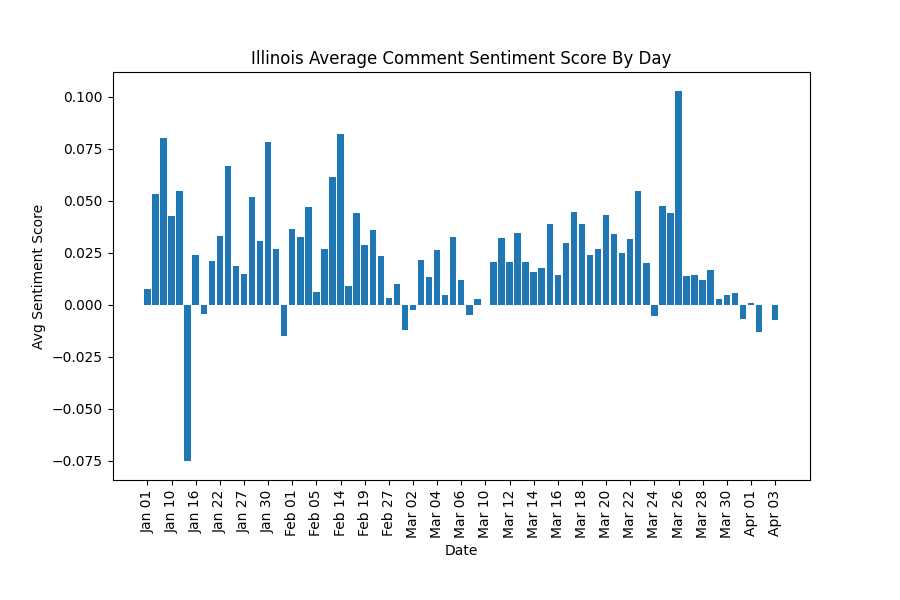 Illinois Average Comment Sentiment Score By Day
Avg Sentiment Score
0.100
0.075
0.050
0.025
0.000
−0.025
−0.050
−0.075
Jan 01
Jan 10
Jan 16
Jan 22
Jan 27
Jan 30
Feb 01
Feb 05
Feb 14
Feb 19
Feb 27
Mar 02
Mar 04
Mar 06
Mar 10
Mar 12
Mar 14
Mar 16
Mar 18
Mar 20
Mar 22
Mar 24
Mar 26
Mar 28
Mar 30
Apr 01
Apr 03
Date